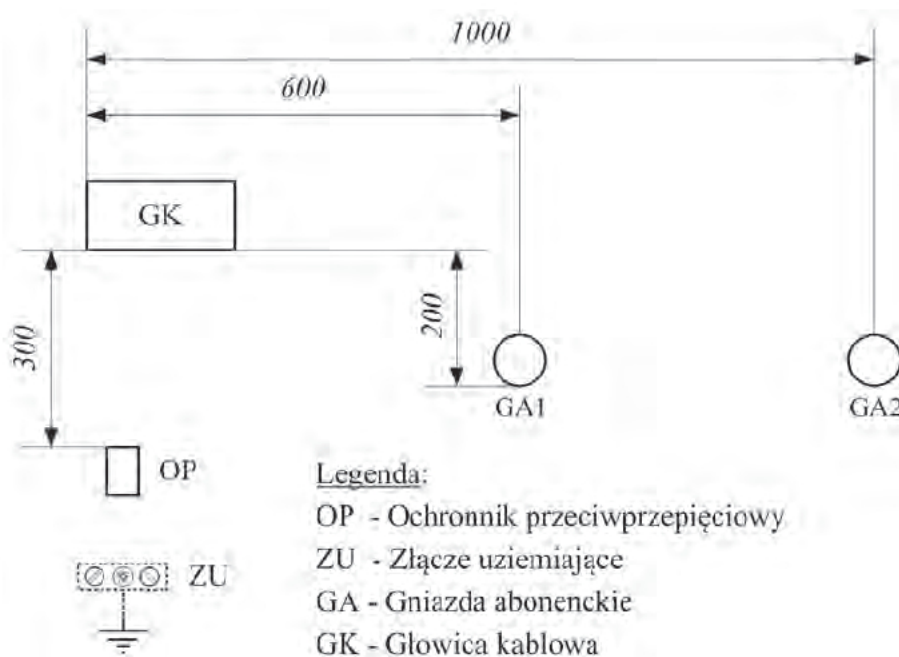 1000
600
GK
300
200
GA1
GA2
OP
Legenda:
OP - Ochronnik przeciwprzepięciowy
ZU
ZU - Złącze uziemiające
GA - Gniazda abonenckie
GK - Głowica kablowa